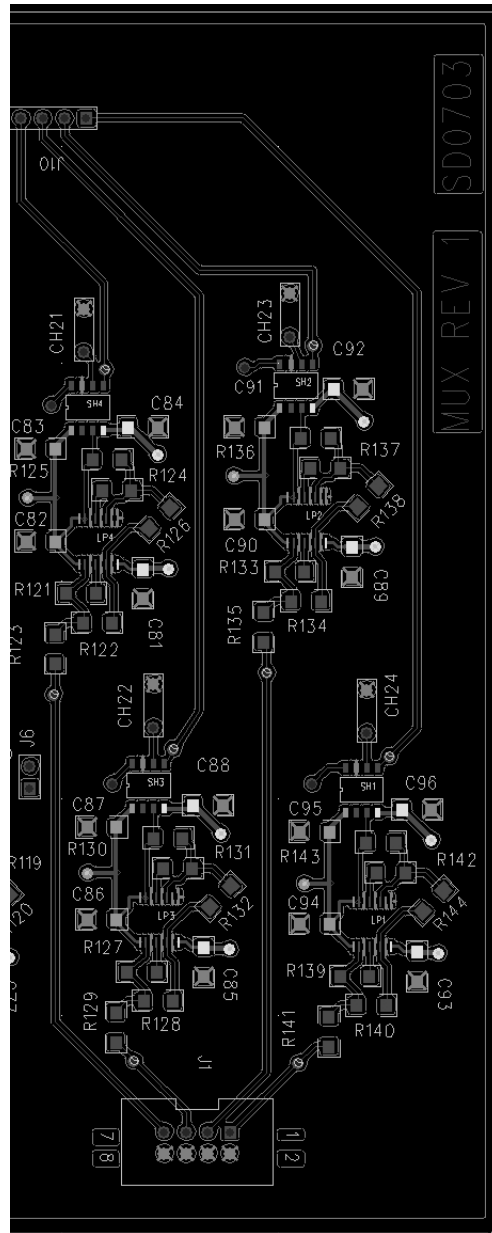 SD0703
J10
MUX REV 1
CH21
CH23
C92
SH4
C91
SH2
C84
C83
R136
R137
R125
R124
R138
C82
R126
LP2
LP4
C90
R133
C89
R121
R135
R134
R123
C81
R122
CH22
CH24
J6
C88
SH3
SH1
C96
C87
C95
R130
R131
R143
R142
R119
C86
R132
C94
R144
LP3
LP1
R127
R139
C85
C93
R129
R128
R141
R140
J1
7
1
8
2